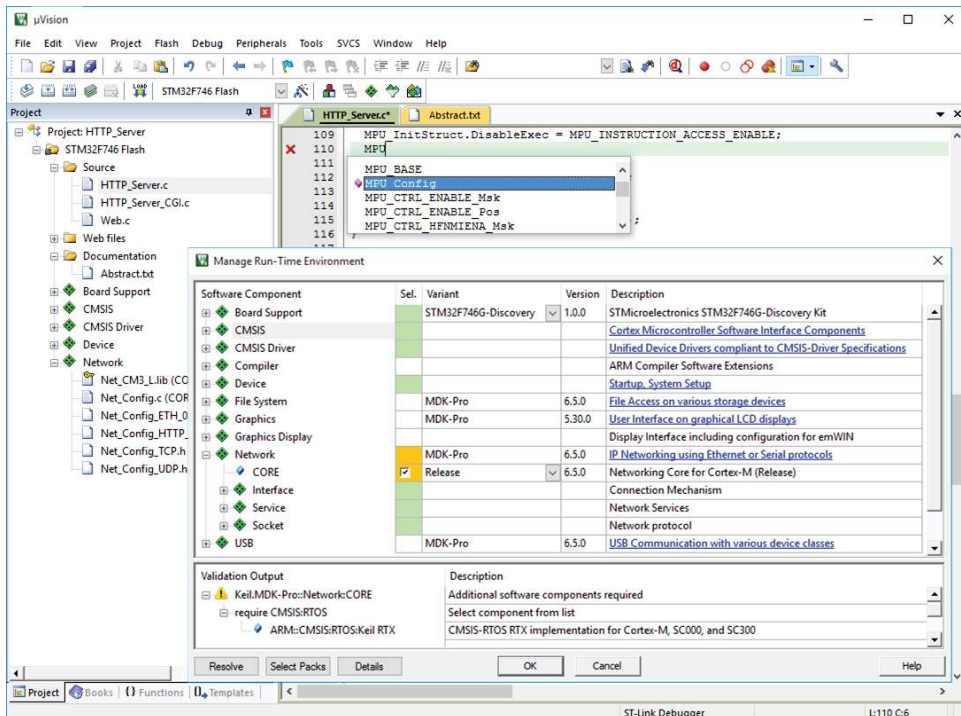 µVision
File Edit View Project Flash Debug Peripherals Tools SVCS Window Help
LOAD STM32F746 Flash
Project
HTTP_Server.c* Abstract.txt
Project: HTTP_Server
STM32F746 Flash
Source
HTTP_Server.c
HTTP_Server_CGI.c
Web.c
Web files
Documentation
Abstract.txt
Board Support
CMSIS
CMSIS Driver
Device
Network
Net_CM3_L.lib (CO
Net_Config.c (COR
Net_Config_ETH_0
Net_Config_HTTP_
Net_Config_TCP.h
Net_Config_UDP.h
109 MPU_InitStruct.DisableExec = MPU_INSTRUCTION_ACCESS_ENABLE;
110 MPU
111
112
113
114
115 ;
116
MPU_BASE
MPU_Config
MPU_CTRL_ENABLE_Msk
MPU_CTRL_ENABLE_Pos
MPU_CTRL_HFNMIENA_Msk
Manage Run-Time Environment
Software Component Sel. Variant Version Description
Board Support STM32F746G-Discovery 1.0.0 STMicroelectronics STM32F746G-Discovery Kit
CMSIS Cortex Microcontroller Software Interface Components
CMSIS Driver Unified Device Drivers compliant to CMSIS-Driver Specifications
Compiler ARM Compiler Software Extensions
Device Startup, System Setup
File System MDK-Pro 6.5.0 File Access on various storage devices
Graphics MDK-Pro 5.30.0 User Interface on graphical LCD displays
Graphics Display Display Interface including configuration for emWIN
Network MDK-Pro 6.5.0 IP Networking using Ethernet or Serial protocols
CORE Release 6.5.0 Networking Core for Cortex-M (Release)
Interface Connection Mechanism
Service Network Services
Socket Network protocol
USB MDK-Pro 6.5.0 USB Communication with various device classes
Validation Output Description
Keil.MDK-Pro::Network:CORE Additional software components required
require CMSIS:RTOS Select component from list
ARM::CMSIS:RTOS:Keil RTX CMSIS-RTOS RTX implementation for Cortex-M, SC000, and SC300
Resolve Select Packs Details OK Cancel Help
Project Books {} Functions 0 Templates
ST-Link Debugger L:110 C:6